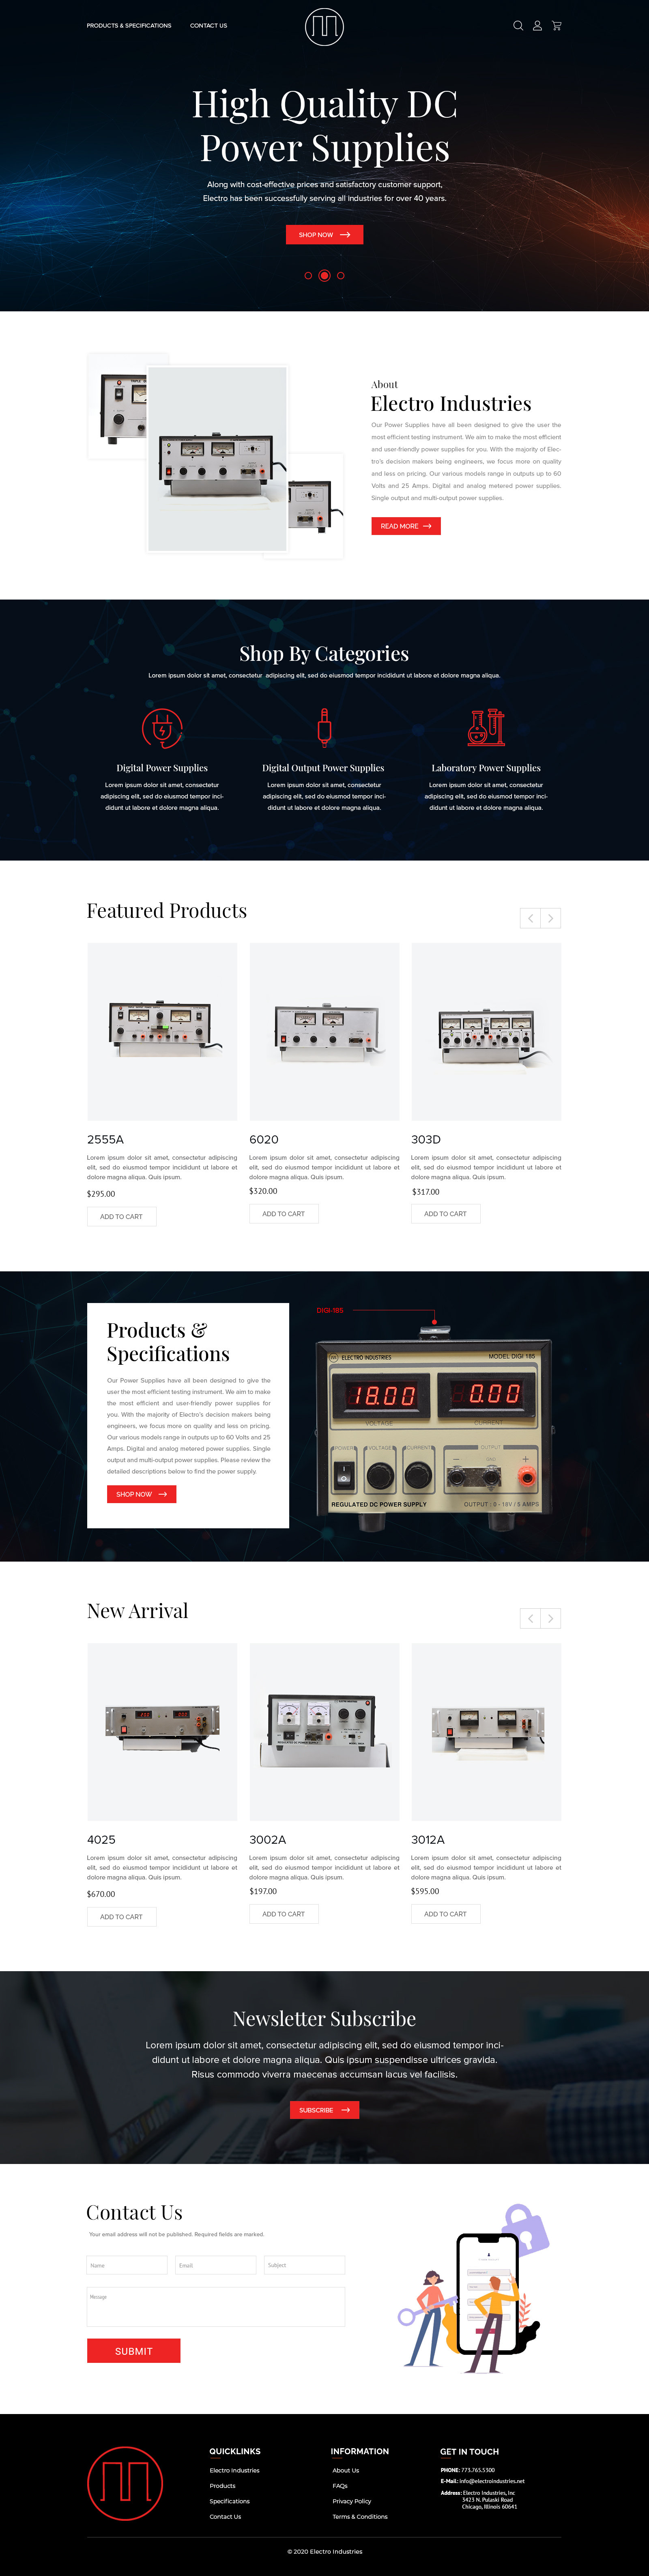 PRODUCTS & SPECIFICATIONS
CONTACT US
High Quality DC
Power Supplies
Along with cost-effective prices and satisfactory customer support,
Electro has been successfully serving all industries for over 40 years.
SHOP NOW
About
Electro Industries
Our Power Supplies have all been designed to give the user the
most efficient testing instrument. We aim to make the most efficient
and user-friendly power supplies for you. With the majority of Elec-
tro's decision makers being engineers, we focus more on quality
and less on pricing. Our various models range in outputs up to 60
Volts and 25 Amps. Digital and analog metered power supplies.
Single output and multi-output power supplies.
READ MORE
Shop By Categories
Lorem ipsum dolor sit amet, consectetur adipiscing elit, sed do eiusmod tempor incididunt ut labore et dolore magna aliqua.
Digital Power Supplies
Lorem ipsum dolor sit amet, consectetur
adipiscing elit, sed do eiusmod tempor inci-
didunt ut labore et dolore magna aliqua.
Digital Output Power Supplies
Lorem ipsum dolor sit amet, consectetur
adipiscing elit, sed do eiusmod tempor inci-
didunt ut labore et dolore magna aliqua.
Laboratory Power Supplies
Lorem ipsum dolor sit amet, consectetur
adipiscing elit, sed do eiusmod tempor inci-
didunt ut labore et dolore magna aliqua.
Featured Products
2555A
Lorem ipsum dolor sit amet, consectetur adipiscing
elit, sed do eiusmod tempor incididunt ut labore et
dolore magna aliqua. Quis ipsum.
$295.00
ADD TO CART
6020
Lorem ipsum dolor sit amet, consectetur adipiscing
elit, sed do eiusmod tempor incididunt ut labore et
dolore magna aliqua. Quis ipsum.
$320.00
ADD TO CART
303D
Lorem ipsum dolor sit amet, consectetur adipiscing
elit, sed do eiusmod tempor incididunt ut labore et
dolore magna aliqua. Quis ipsum.
$317.00
ADD TO CART
Products &
Specifications
Our Power Supplies have all been designed to give the
user the most efficient testing instrument. We aim to make
the most efficient and user-friendly power supplies for
you. With the majority of Electro's decision makers being
engineers, we focus more on quality and less on pricing.
Our various models range in outputs up to 60 Volts and 25
Amps. Digital and analog metered power supplies. Single
output and multi-output power supplies. Please review the
detailed descriptions below to find the power supply.
SHOP NOW
DIGI-185
ELECTRO INDUSTRIES
MODEL DIGI 185
18.00
0.00
VOLTAGE
CURRENT
POWER
VOLTAGE
CURRENT
OUTPUT
GND
REGULATED DC POWER SUPPLY
OUTPUT : 0 - 18V / 5 AMPS
New Arrival
4025
Lorem ipsum dolor sit amet, consectetur adipiscing
elit, sed do eiusmod tempor incididunt ut labore et
dolore magna aliqua. Quis ipsum.
$670.00
ADD TO CART
3002A
Lorem ipsum dolor sit amet, consectetur adipiscing
elit, sed do eiusmod tempor incididunt ut labore et
dolore magna aliqua. Quis ipsum.
$197.00
ADD TO CART
3012A
Lorem ipsum dolor sit amet, consectetur adipiscing
elit, sed do eiusmod tempor incididunt ut labore et
dolore magna aliqua. Quis ipsum.
$595.00
ADD TO CART
Newsletter Subscribe
Lorem ipsum dolor sit amet, consectetur adipiscing elit, sed do eiusmod tempor inci-
didunt ut labore et dolore magna aliqua. Quis ipsum suspendisse ultrices gravida.
Risus commodo viverra maecenas accumsan lacus vel facilisis.
SUBSCRIBE
Contact Us
Your email address will not be published. Required fields are marked.
Name
Email
Subject
Message
SUBMIT
QUICKLINKS
Electro Industries
Products
Specifications
Contact Us
INFORMATION
About Us
FAQs
Privacy Policy
Terms & Conditions
GET IN TOUCH
PHONE: 773.763.5300
E-Mail: info@electroindustries.net
Address: Electro Industries, Inc
5423 N. Pulaski Road
Chicago, Illinois 60641
© 2020 Electro Industries